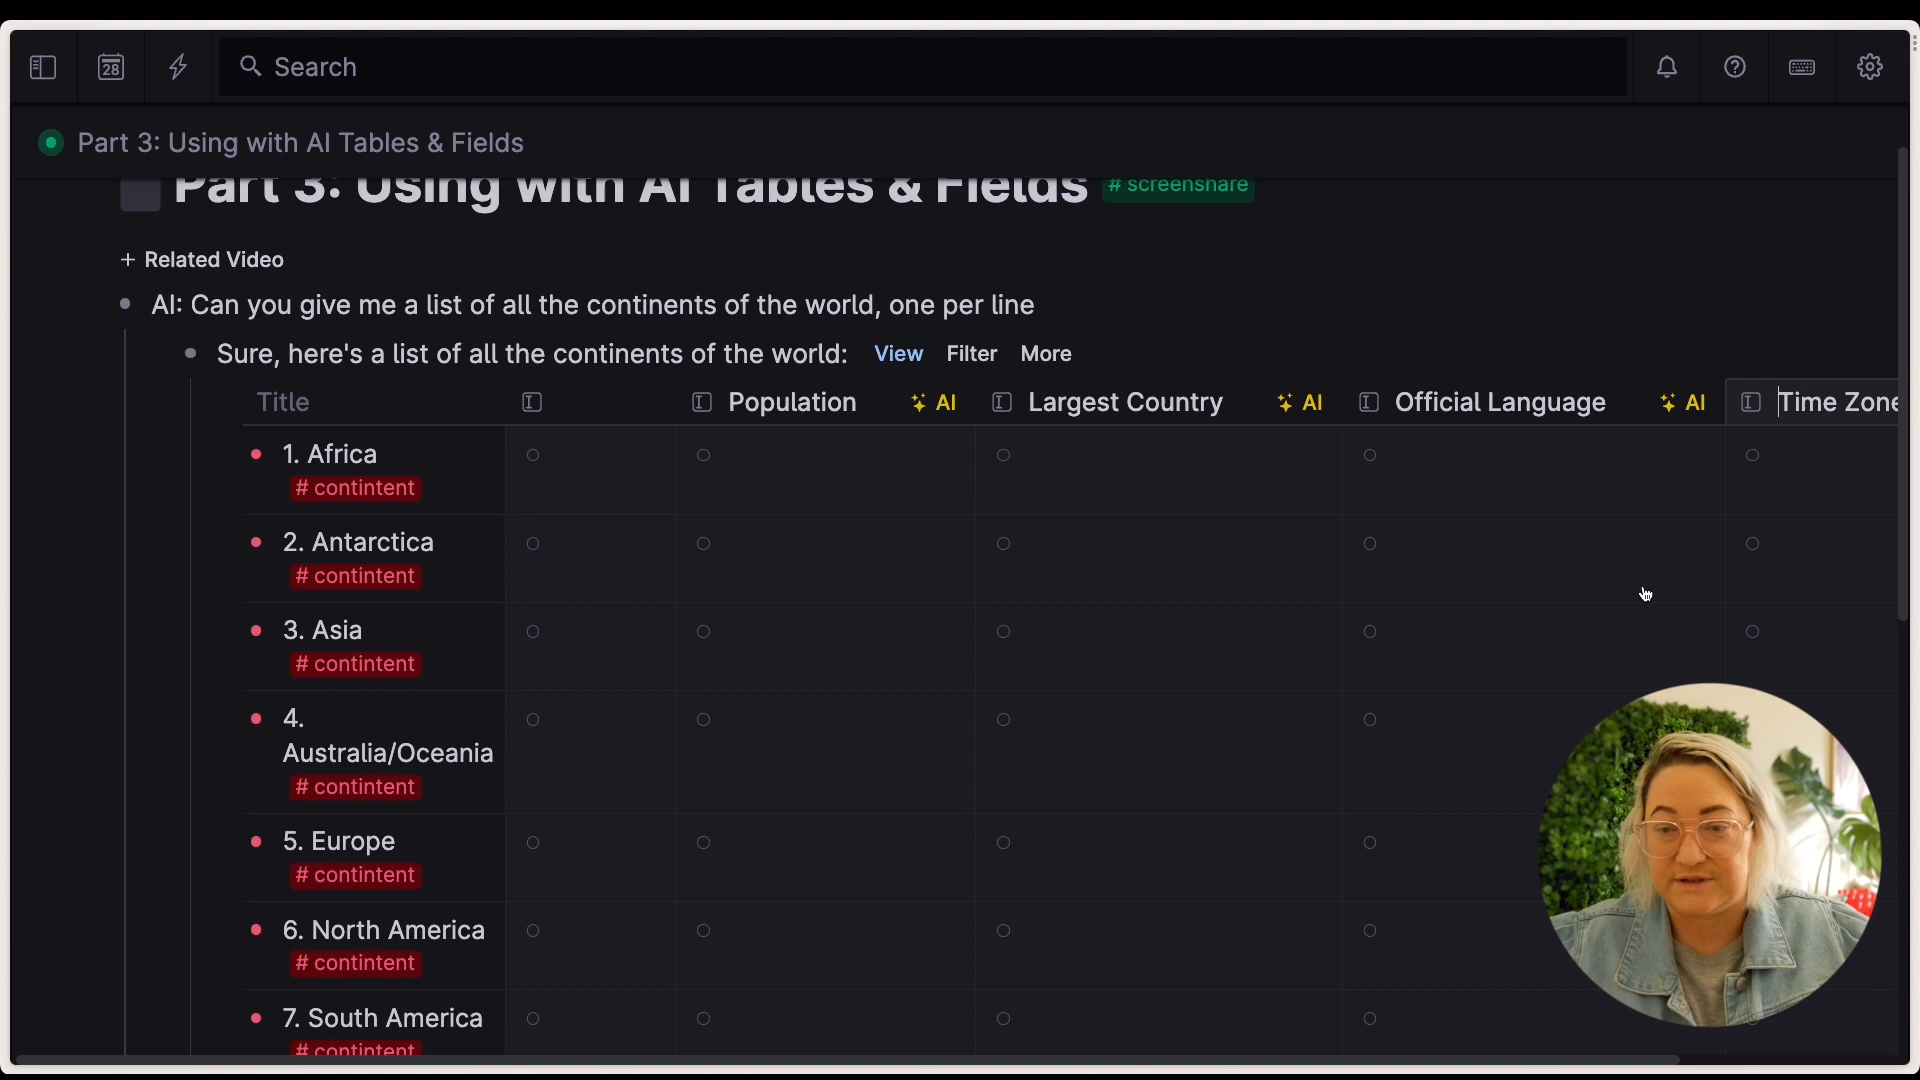 28
Search
Part 3: Using with AI Tables & Fields
Part 3: Using with AI Tables & Fields # screenshare
+ Related Video
AI: Can you give me a list of all the continents of the world, one per line
Sure, here's a list of all the continents of the world: View Filter More
Title Population AI Largest Country AI Official Language AI Time Zone
1. Africa
# contintent
2. Antarctica
# contintent
3. Asia
# contintent
4.
Australia/Oceania
# contintent
5. Europe
# contintent
6. North America
# contintent
7. South America
# contintent